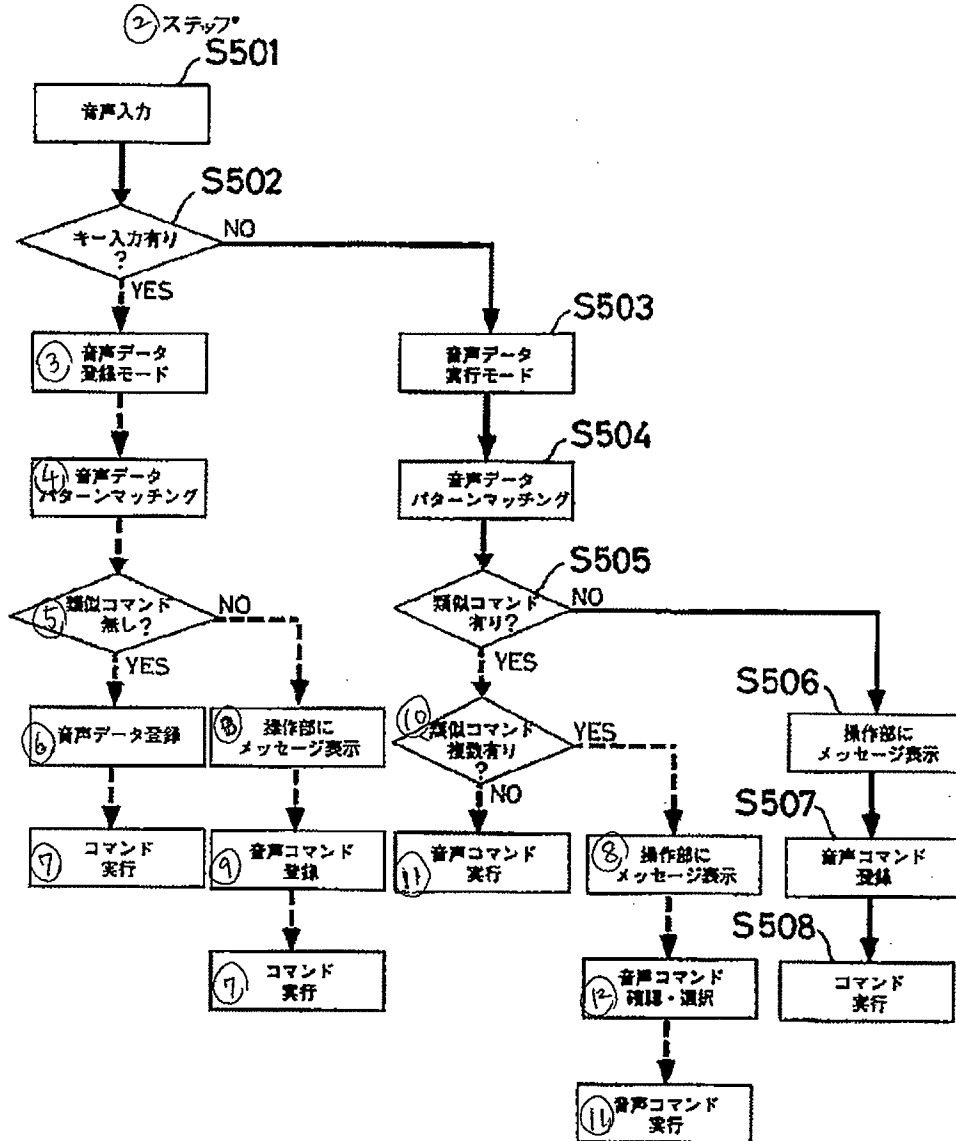 ② ステップ
S501
音声入力
S502
キー入力有り
?
NO
YES
S503
③ 音声データ
登録モード
音声データ
実行モード
S504
④ 音声データ
パターンマッチング
音声データ
パターンマッチング
S505
⑤ 類似コマンド
無し?
NO
YES
類似コマンド
有り?
NO
YES
S506
⑥ 音声データ登録
⑧ 操作部に
メッセージ表示
⑩ 類似コマンド
複数有り
?
YES
NO
操作部に
メッセージ表示
S507
⑦ コマンド
実行
⑨ 音声コマンド
登録
⑪ 音声コマンド
実行
⑧ 操作部に
メッセージ表示
音声コマンド
登録
S508
⑦ コマンド
実行
⑫ 音声コマンド
確認・選択
コマンド
実行
⑪ 音声コマンド
実行